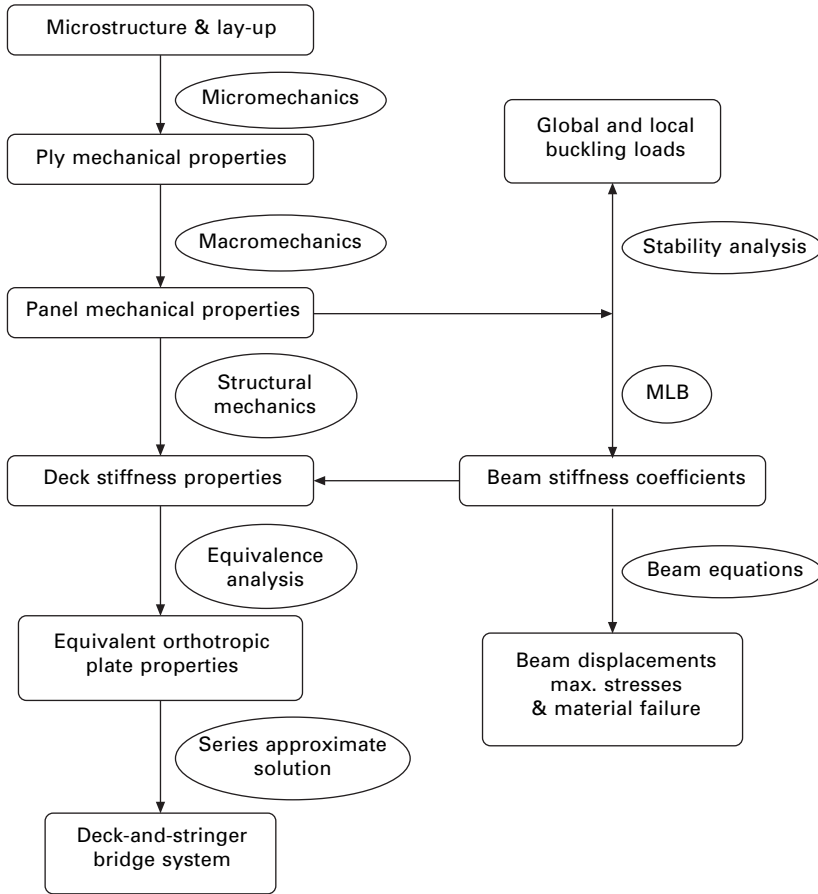 Microstructure & lay-up
Micromechanics
Ply mechanical properties
Macromechanics
Panel mechanical properties
Structural
mechanics
Deck stiffness properties
Equivalence
analysis
Equivalent orthotropic
plate properties
Series approximate
solution
Deck-and-stringer
bridge system
Global and local
buckling loads
Stability analysis
MLB
Beam stiffness coefficients
Beam equations
Beam displacements
max. stresses
& material failure